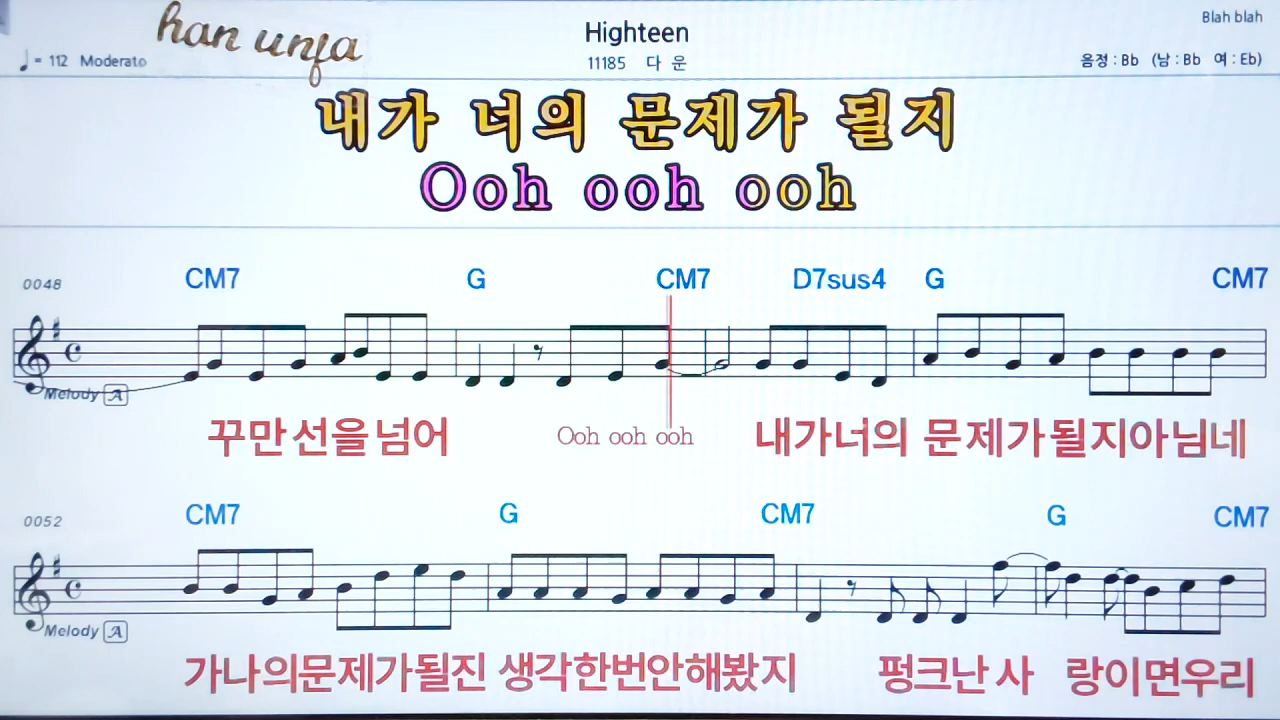 han unfa
Highteen
Blah blah
♩= 112 Moderato
11185 다 운
음정 : Bb (남 : Bb 여 : Eb)
내가 너의 문제가 될지
Ooh ooh ooh
0048 CM7 G CM7 D7sus4 G CM7
Melody A
꾸만 선을 넘어 Ooh ooh ooh 내가너의 문제가될지아님네
0052 CM7 G CM7 G CM7
Melody A
가나의문제가될진 생각한번안해봤지 펑크난 사 랑이면우리